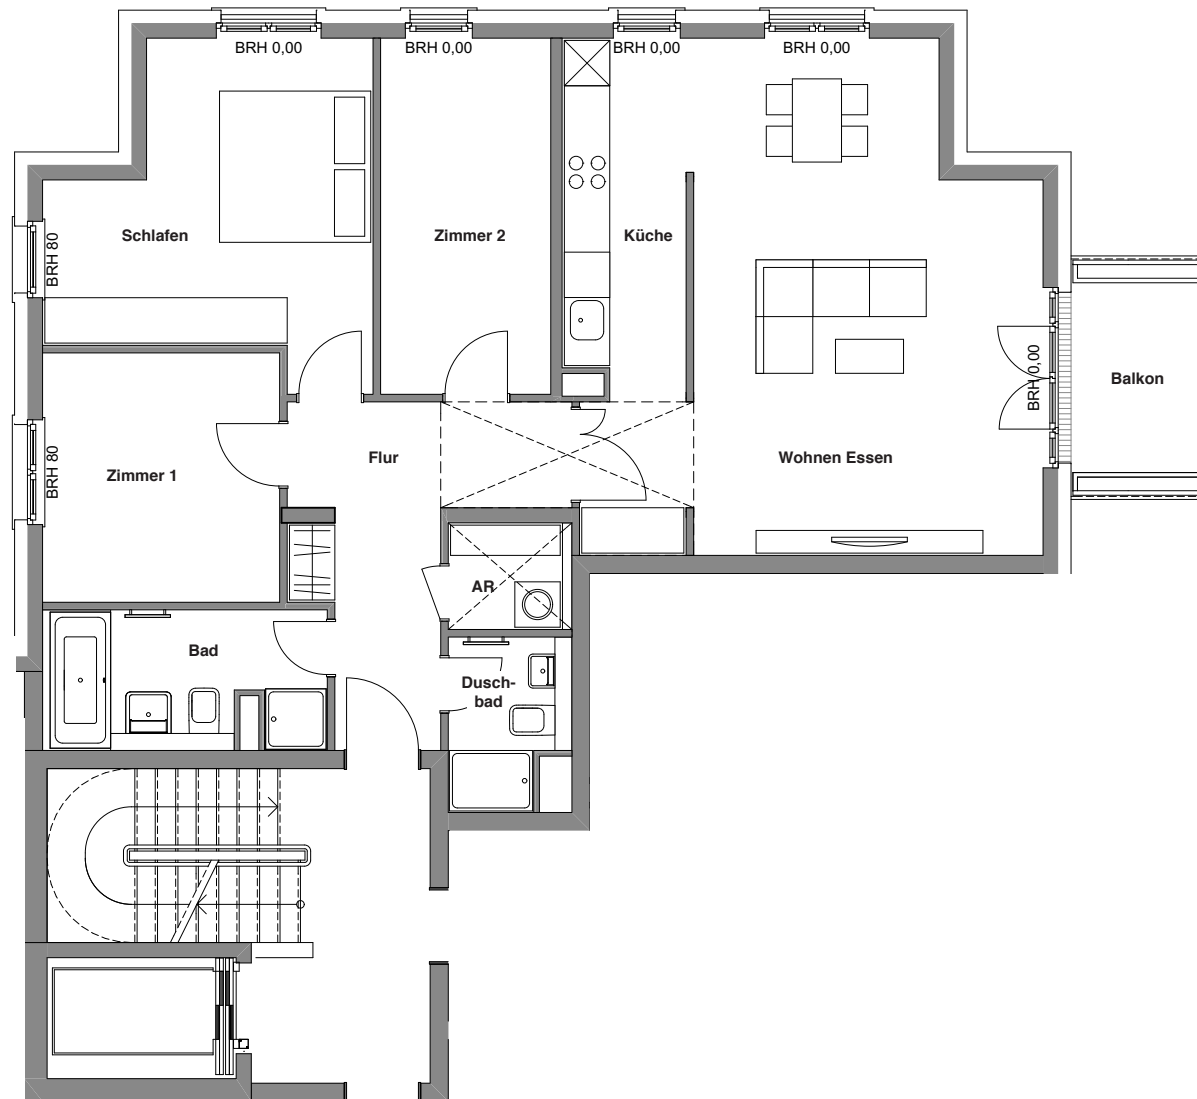 BRH 0,00
BRH 0,00
BRH 0,00
BRH 0,00
Schlafen
Zimmer 2
Küche
BRH 80
Balkon
BRH 0,00
Zimmer 1
Flur
Wohnen Essen
BRH 80
AR
Bad
Dusch-
bad